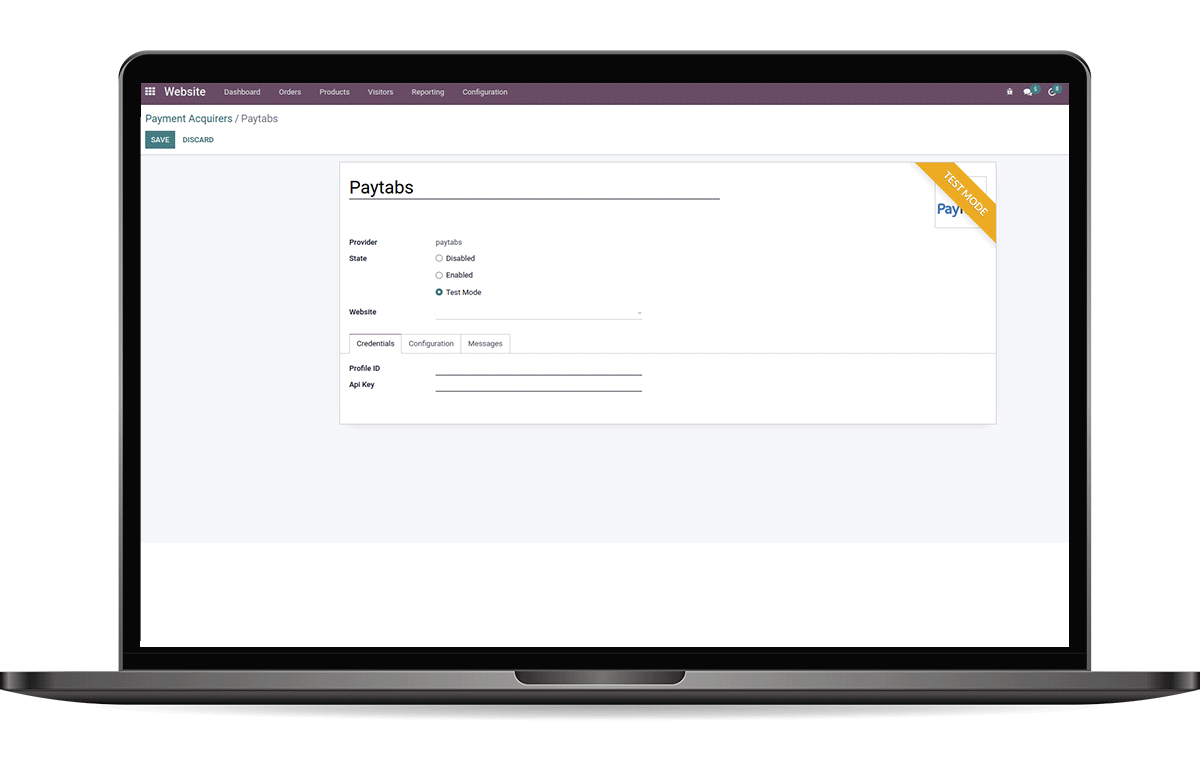 Website Dashboard Orders Products Visitors Reporting Configuration
Payment Acquirers / Paytabs
SAVE DISCARD
Paytabs
TEST MODE
Pay
Provider paytabs
State Disabled
Enabled
Test Mode
Website
Credentials Configuration Messages
Profile ID
Api Key